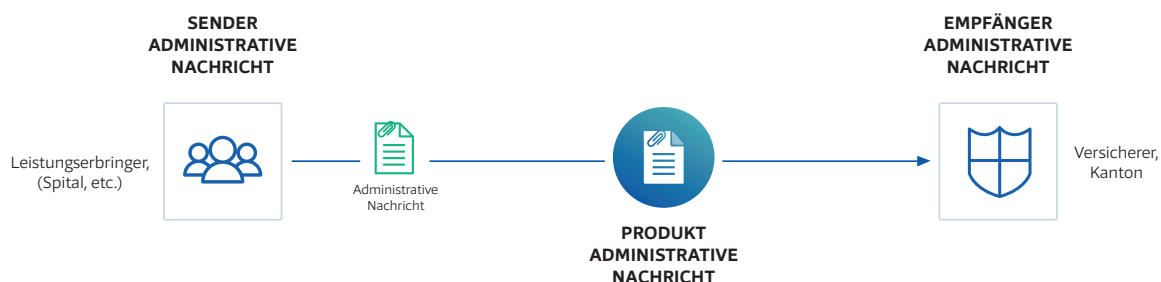 SENDER
ADMINISTRATIVE
NACHRICHT
EMPFÄNGER
ADMINISTRATIVE
NACHRICHT
Leistungserbringer,
(Spital, etc.)
Administrative
Nachricht
Versicherer,
Kanton
PRODUKT
ADMINISTRATIVE
NACHRICHT